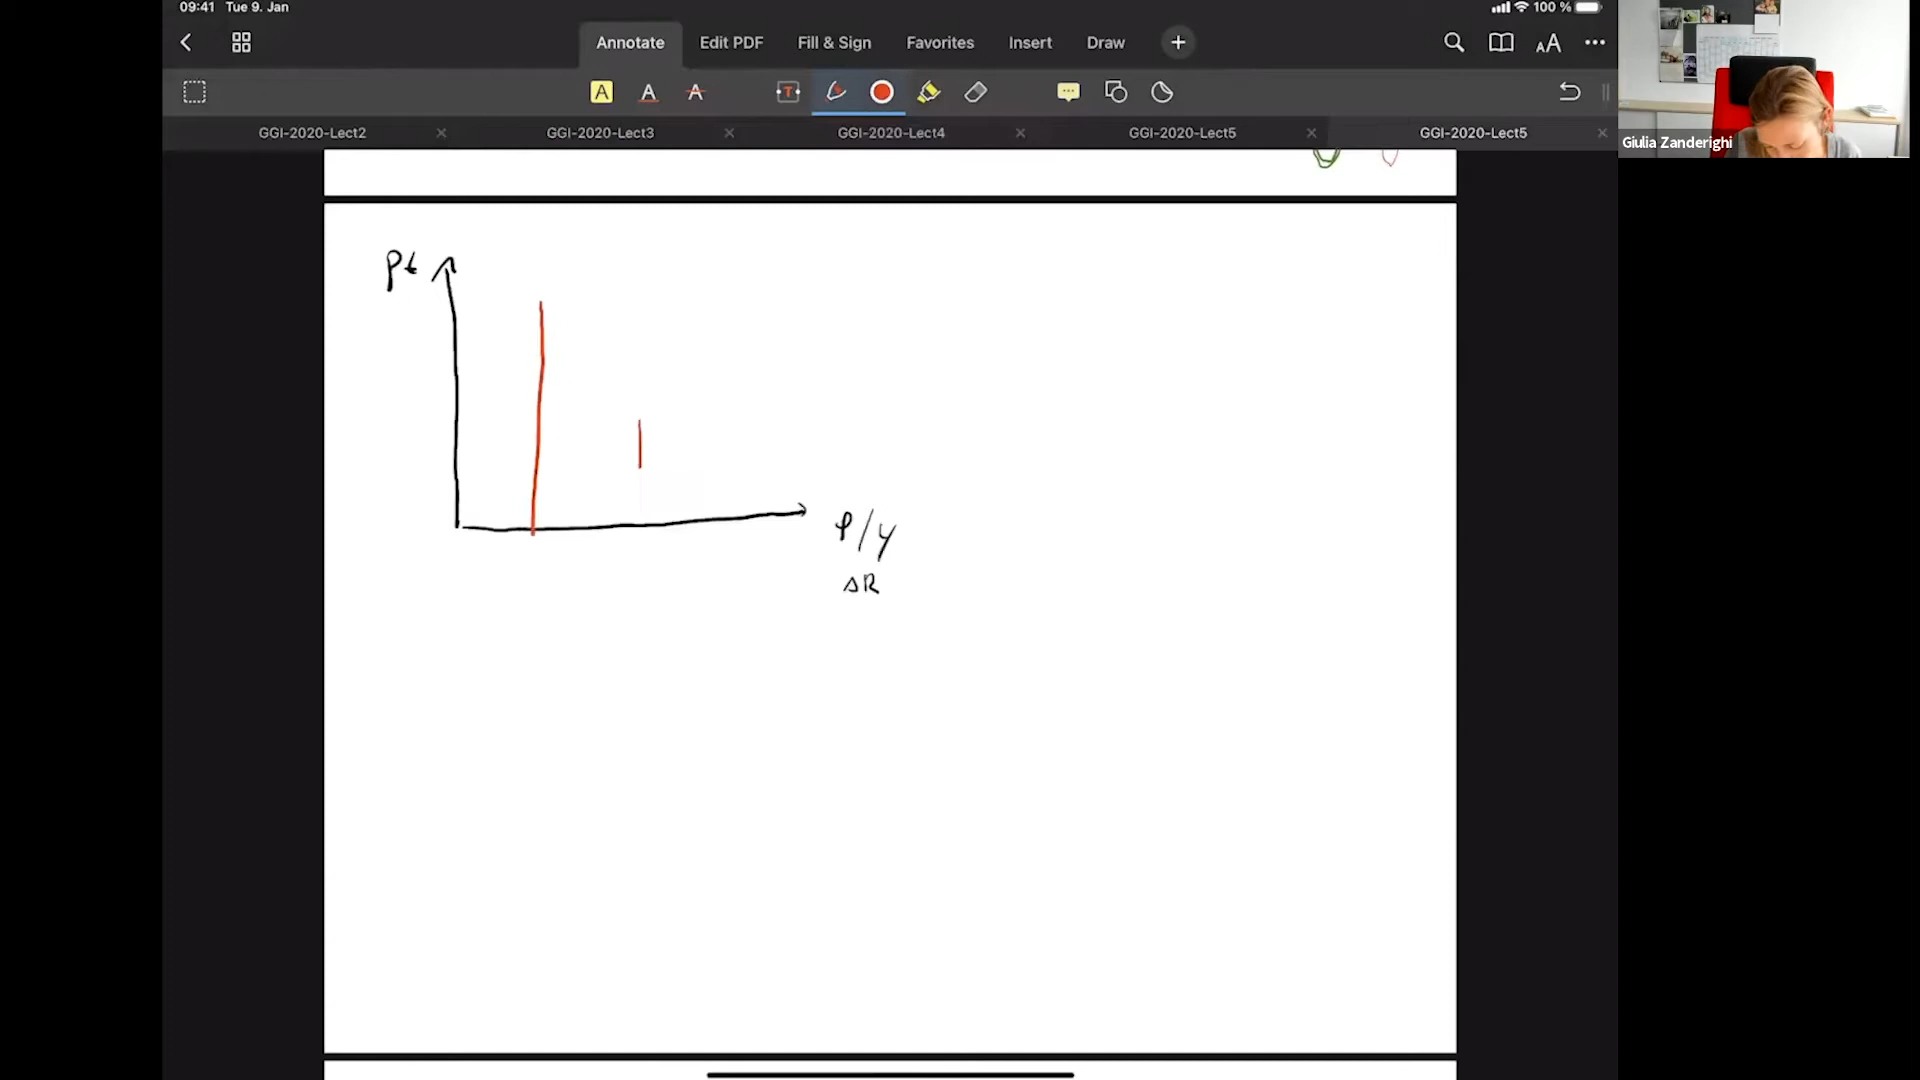 09:41 Tue 9. Jan 100 %
Annotate Edit PDF Fill & Sign Favorites Insert Draw
AA
A A A T
GGI-2020-Lect2 GGI-2020-Lect3 GGI-2020-Lect4 GGI-2020-Lect5 GGI-2020-Lect5
Giulia Zanderighi
pt
φ/y
ΔR